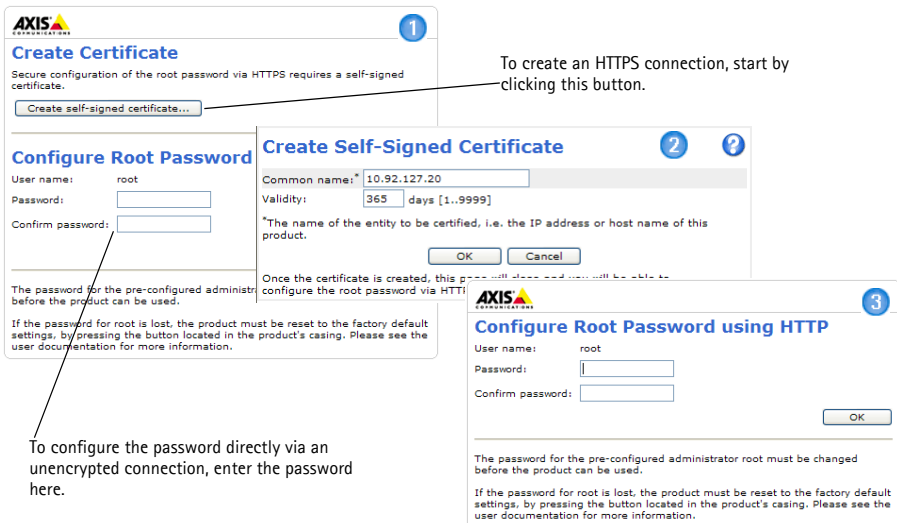 AXIS
COMMUNICATIONS
1
Create Certificate
Secure configuration of the root password via HTTPS requires a self-signed
certificate.
Create self-signed certificate...
To create an HTTPS connection, start by
clicking this button.
Configure Root Password
User name: root
Password:
Confirm password:
The password for the pre-configured administra
before the product can be used.
If the password for root is lost, the product must be reset to the factory default
settings, by pressing the button located in the product's casing. Please see the
user documentation for more information.
Create Self-Signed Certificate
2
?
Common name:* 10.92.127.20
Validity: 365 days [1..9999]
*The name of the entity to be certified, i.e. the IP address or host name of this
product.
OK Cancel
Once the certificate is created, this page will close and you will be able to
configure the root password via HTTP
AXIS
COMMUNICATIONS
3
Configure Root Password using HTTP
User name: root
Password:
Confirm password:
OK
The password for the pre-configured administrator root must be changed
before the product can be used.
If the password for root is lost, the product must be reset to the factory default
settings, by pressing the button located in the product's casing. Please see the
user documentation for more information.
To configure the password directly via an
unencrypted connection, enter the password
here.